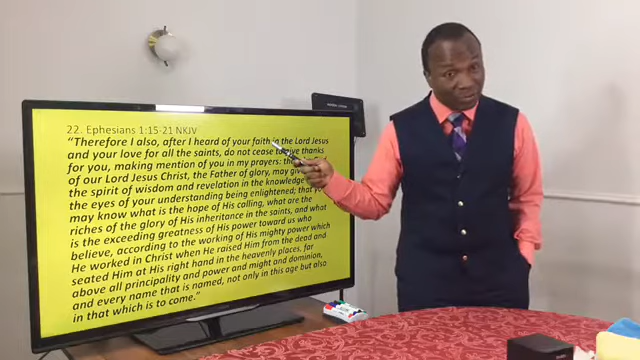 22. Ephesians 1:15-21 NKJV
"Therefore I also, after I heard of your faith in the Lord Jesus
and your love for all the saints, do not cease to give thanks
for you, making mention of you in my prayers: the
of our Lord Jesus Christ, the Father of glory, may give
the spirit of wisdom and revelation in the knowledge
the eyes of your understanding being enlightened; that
may know what is the hope of His calling, what are the
riches of the glory of His inheritance in the saints, and what
is the exceeding greatness of His power toward us who
believe, according to the working of His mighty power which
He worked in Christ when He raised Him from the dead and
seated Him at His right hand in the heavenly places, far
above all principality and power and might and dominion,
and every name that is named, not only in this age but also
in that which is to come."